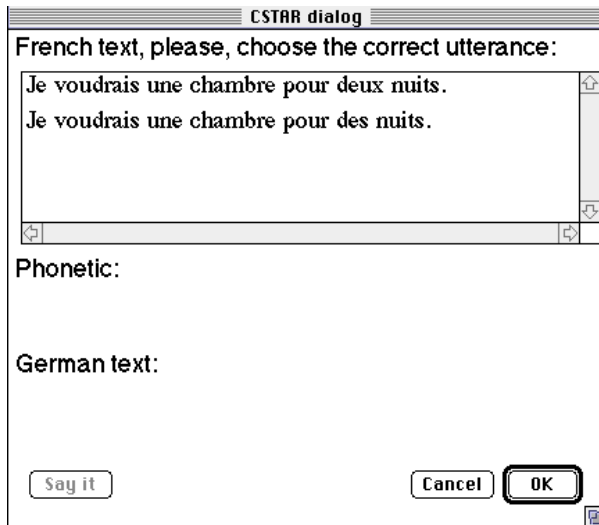 CSTAR dialog
French text, please, choose the correct utterance:
Je voudrais une chambre pour deux nuits.
Je voudrais une chambre pour des nuits.
Phonetic:
German text:
Say it Cancel OK